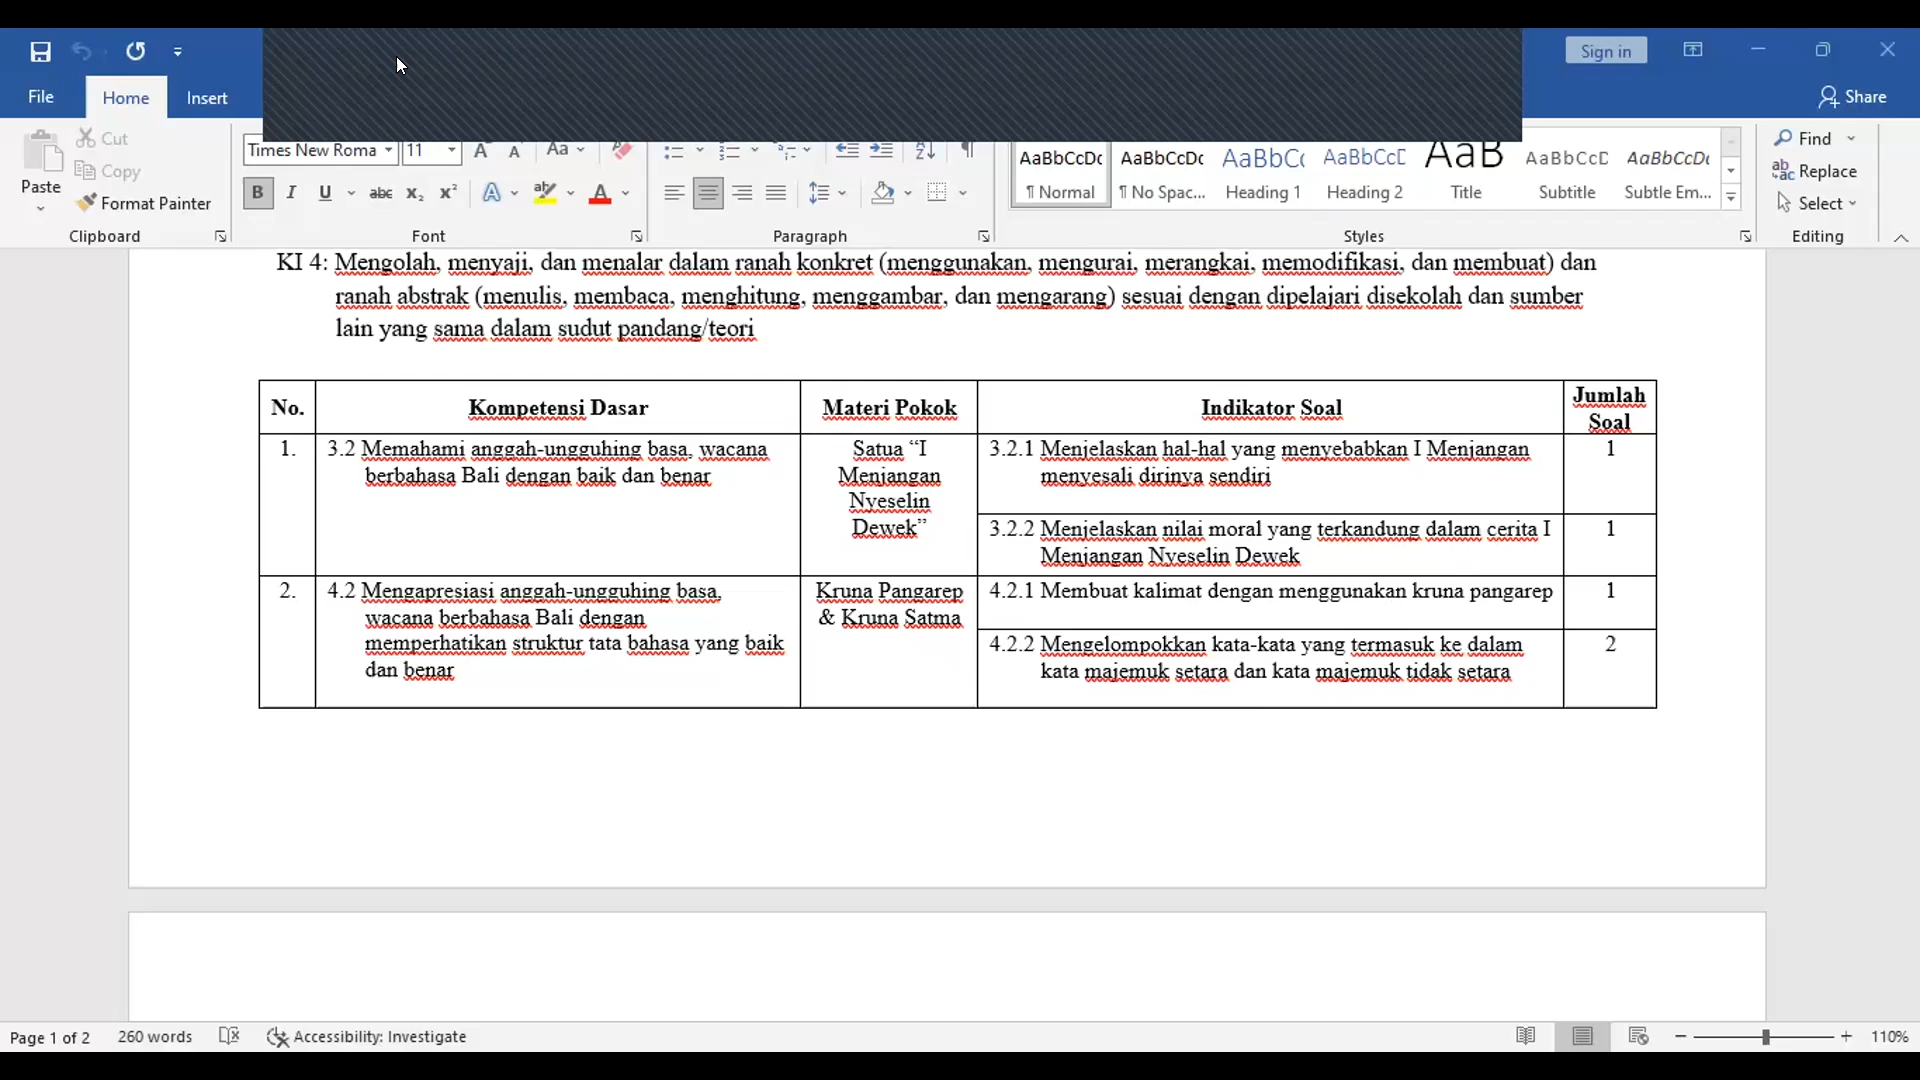 Sign in
File
Home
Insert
Share
Cut
Copy
Paste
Format Painter
Clipboard
Times New Roma
11
Aa
B I U abc x₂ x² A ab A
Font
Paragraph
AaBbCcDc AaBbCcDc AaBbC( AaBbCcE AaB AaBbCcD AaBbCcDc
¶ Normal
¶ No Spac...
Heading 1
Heading 2
Title
Subtitle
Subtle Em...
Styles
Find
Replace
Select
Editing
KI 4: Mengolah, menyaji, dan menalar dalam ranah konkret (menggunakan, mengurai, merangkai, memodifikasi, dan membuat) dan
ranah abstrak (menulis, membaca, menghitung, menggambar, dan mengarang) sesuai dengan dipelajari disekolah dan sumber
lain yang sama dalam sudut pandang/teori
No.
Kompetensi Dasar
Materi Pokok
Indikator Soal
Jumlah
Soal
1.
3.2 Memahami anggah-ungguhing basa, wacana
berbahasa Bali dengan baik dan benar
Satua “I
Menjangan
Nyeselin
Dewek”
3.2.1 Menjelaskan hal-hal yang menyebabkan I Menjangan
menyesali dirinya sendiri
1
3.2.2 Menjelaskan nilai moral yang terkandung dalam cerita I
Menjangan Nyeselin Dewek
1
2.
4.2 Mengapresiasi anggah-ungguhing basa,
wacana berbahasa Bali dengan
memperhatikan struktur tata bahasa yang baik
dan benar
Kruna Pangarep
& Kruna Satma
4.2.1 Membuat kalimat dengan menggunakan kruna pangarep
1
4.2.2 Mengelompokkan kata-kata yang termasuk ke dalam
kata majemuk setara dan kata majemuk tidak setara
2
Page 1 of 2
260 words
Accessibility: Investigate
110%